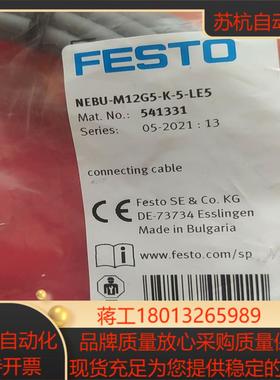 苏杭自动化
FESTO
NEBU-M12G5-K-5-LE5
Mat. No.: 541331
Series: 05-2021 : 13
connecting cable
Festo SE & Co. KG
DE-73734 Esslingen
Made in Bulgaria
www.festo.com/sp
自动化
蒋工18013265989
开票
品牌质量放心采购质量保
现货充足为您提供稳定可